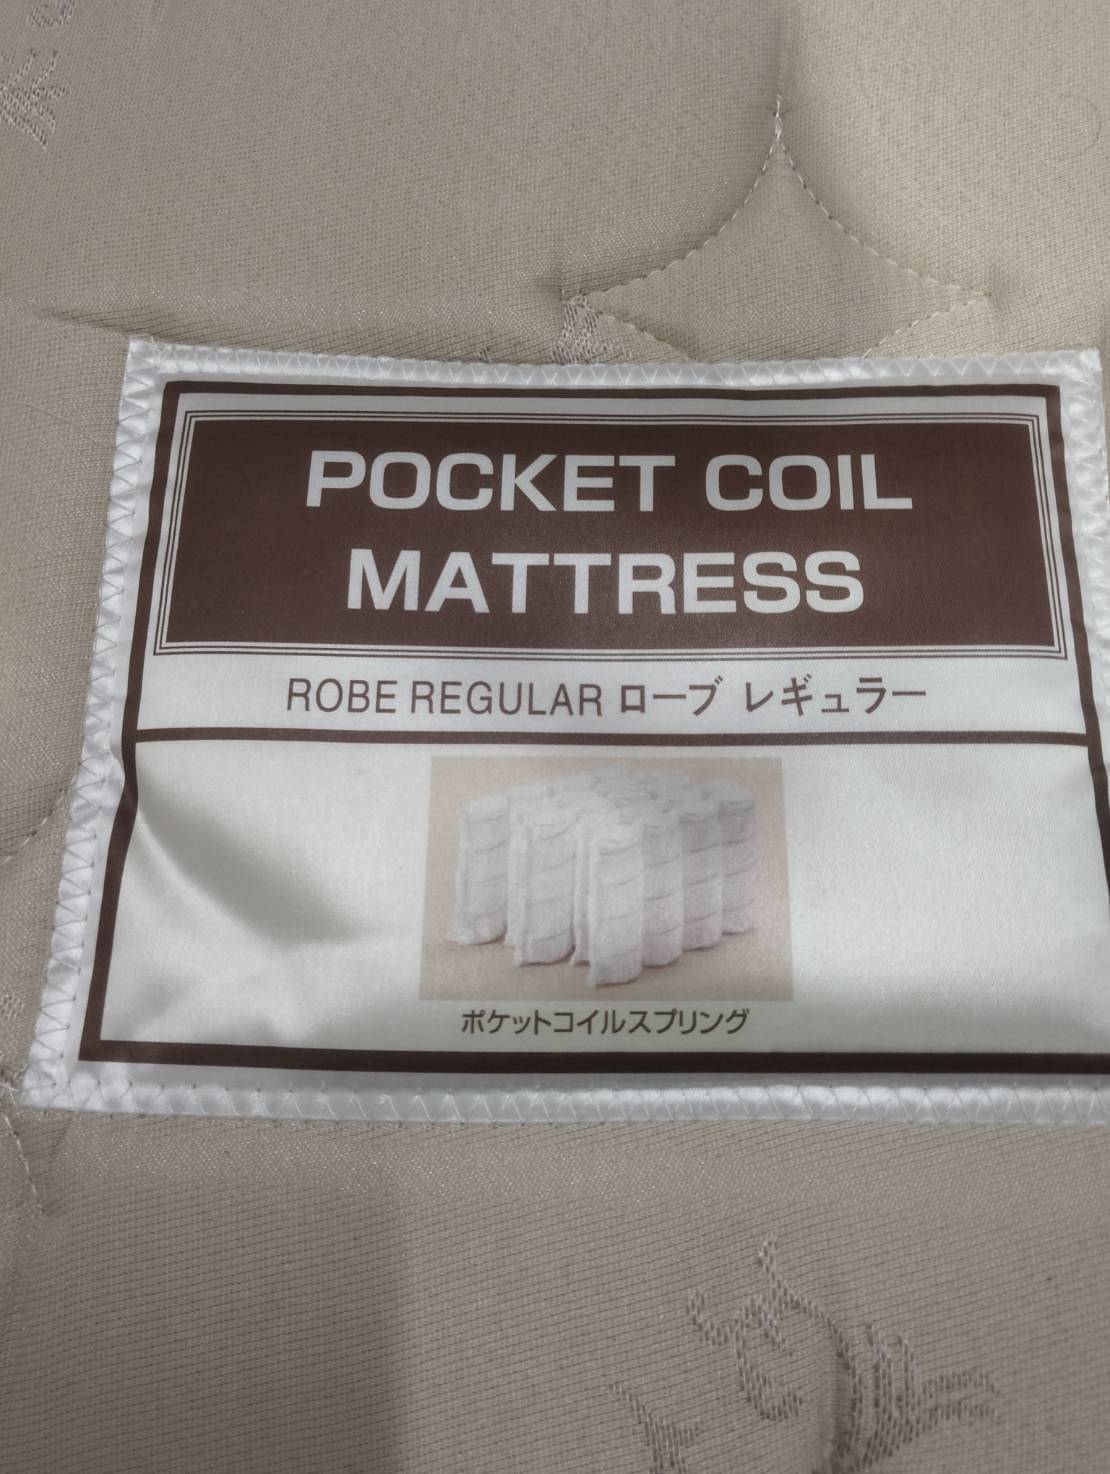 POCKET COIL
MATTRESS
ROBE REGULAR ローブ レギュラー
ポケットコイルスプリング